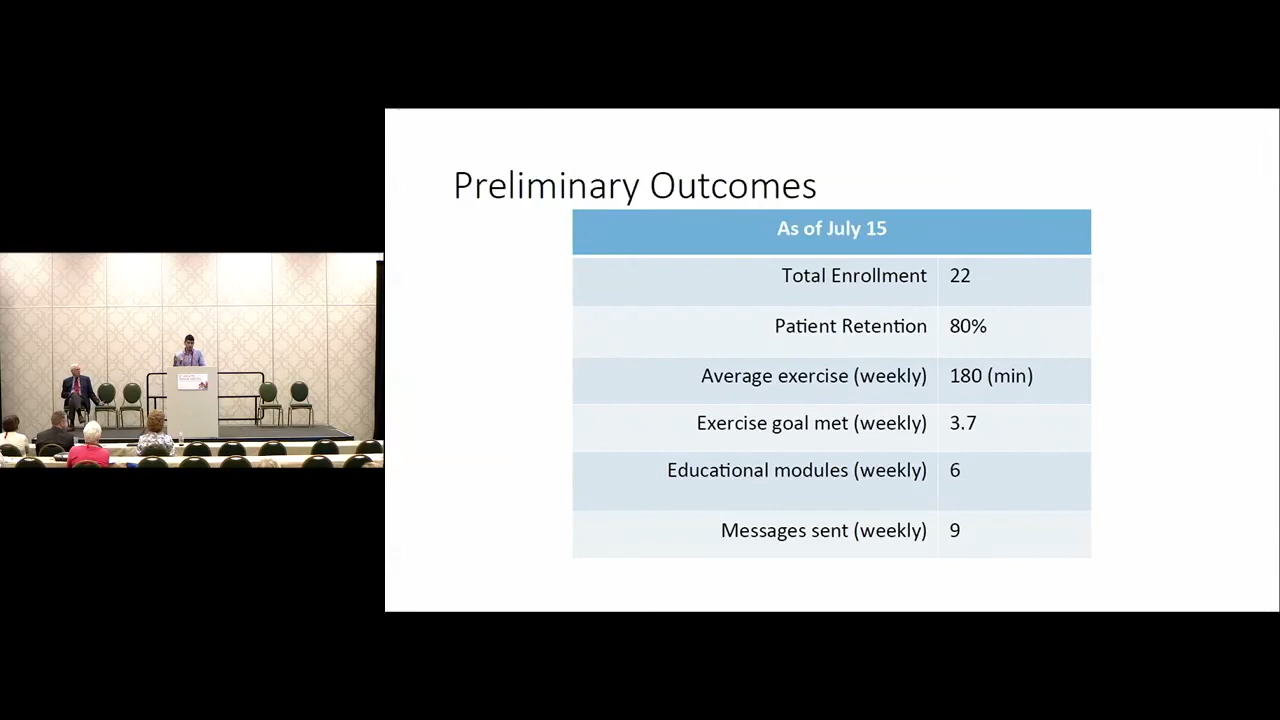 Preliminary Outcomes
As of July 15
Total Enrollment 22
Patient Retention 80%
Average exercise (weekly) 180 (min)
Exercise goal met (weekly) 3.7
Educational modules (weekly) 6
Messages sent (weekly) 9